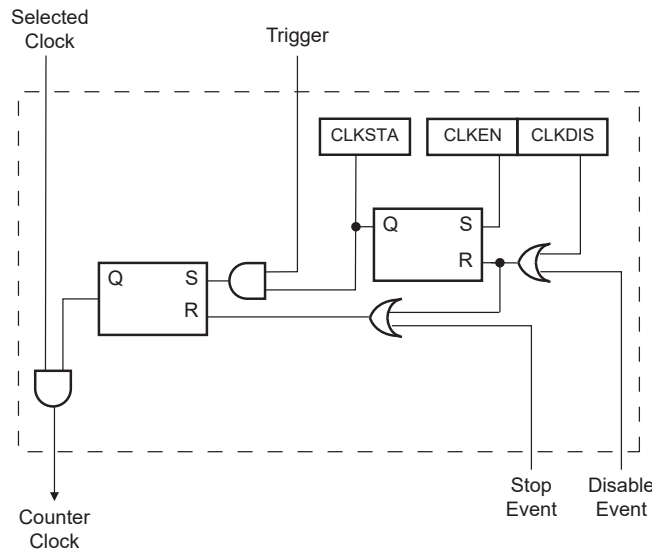 Selected
Clock
Trigger
CLKSTA
CLKEN
CLKDIS
Q
S
R
Q
S
R
Stop
Event
Disable
Event
Counter
Clock